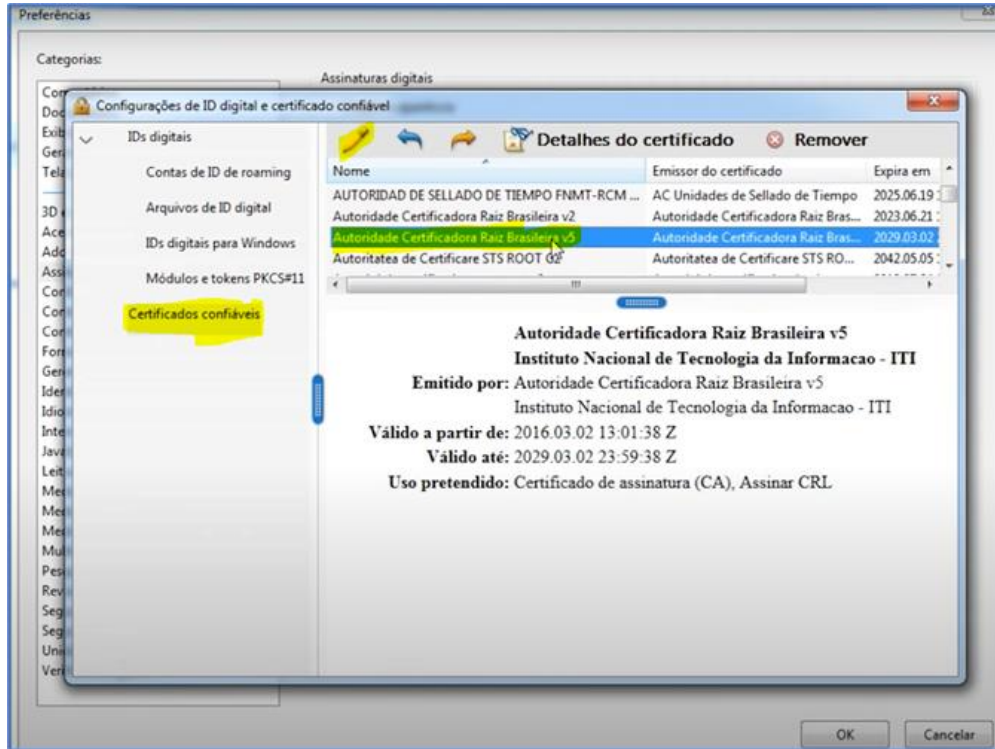 Preferências
Categorias:
Assinaturas digitais
Configurações de ID digital e certificado confiável
IDs digitais
Contas de ID de roaming
Arquivos de ID digital
IDs digitais para Windows
Módulos e tokens PKCS#11
Certificados confiáveis
Detalhes do certificado Remover
Nome Emissor do certificado Expira em
AUTORIDAD DE SELLADO DE TIEMPO FNMT-RCM ... AC Unidades de Sellado de Tiempo 2025.06.19
Autoridade Certificadora Raiz Brasileira v2 Autoridade Certificadora Raiz Bras... 2023.06.21
Autoridade Certificadora Raiz Brasileira v5 Autoridade Certificadora Raiz Bras... 2029.03.02
Autoritatea de Certificare STS ROOT G2 Autoritatea de Certificare STS RO... 2042.05.05
Autoridade Certificadora Raiz Brasileira v5
Instituto Nacional de Tecnologia da Informacao - ITI
Emitido por: Autoridade Certificadora Raiz Brasileira v5
Instituto Nacional de Tecnologia da Informacao - ITI
Válido a partir de: 2016.03.02 13:01:38 Z
Válido até: 2029.03.02 23:59:38 Z
Uso pretendido: Certificado de assinatura (CA), Assinar CRL
3D
OK Cancelar